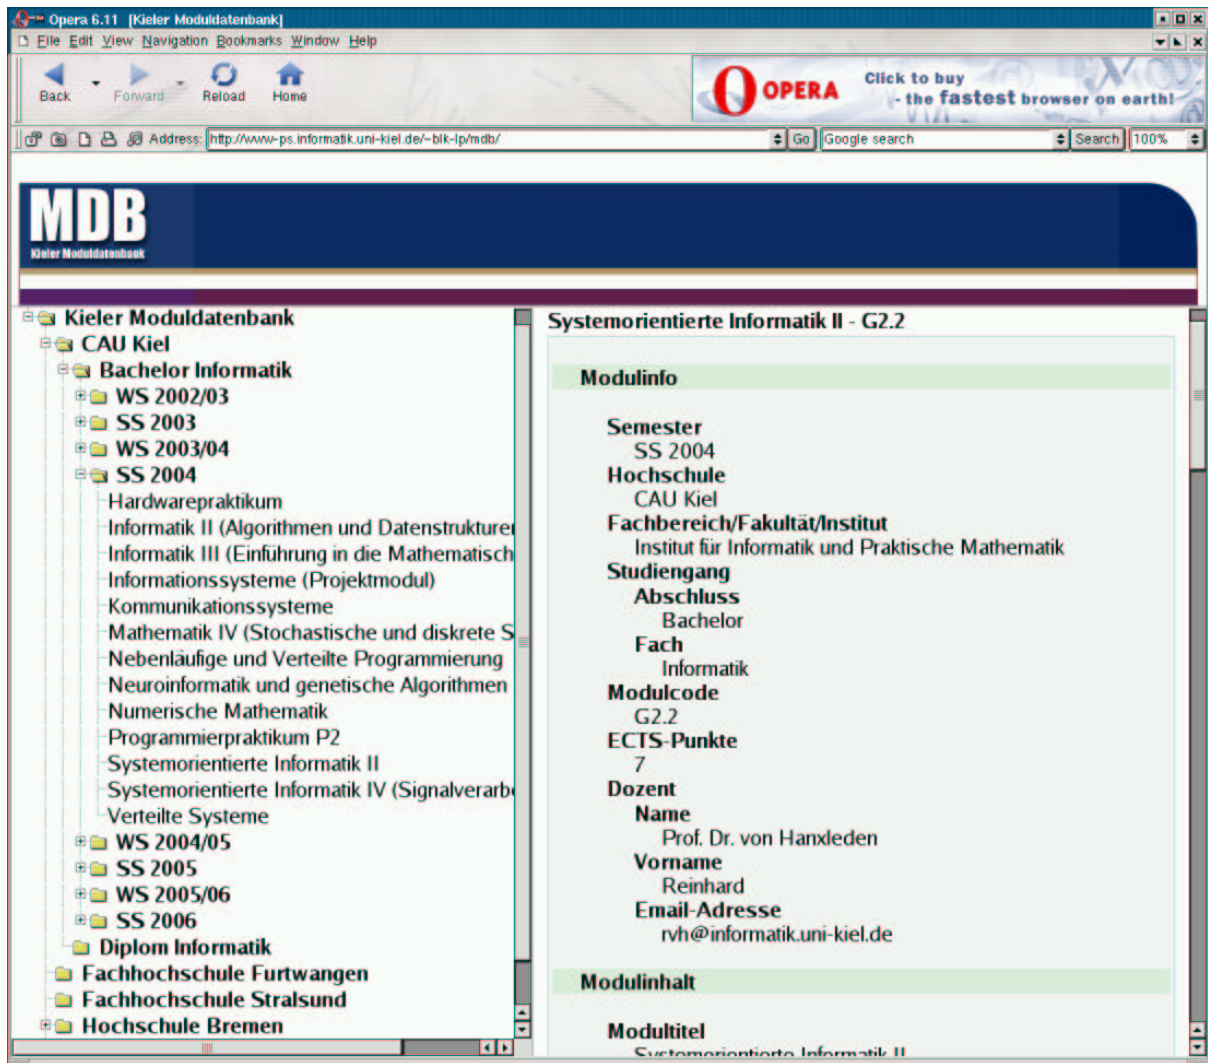 Opera 6.11 [Kieler Moduldatenbank]
File Edit View Navigation Bookmarks Window Help
Back Forward Reload Home
OPERA Click to buy
- the fastest browser on earth!
Address: http://www-ps.informatik.uni-kiel.de/~blk-lp/mdb/ Go Google search Search 100%
MDB
Kieler Moduldatenbank
Kieler Moduldatenbank
CAU Kiel
Bachelor Informatik
WS 2002/03
SS 2003
WS 2003/04
SS 2004
Hardwarepraktikum
Informatik II (Algorithmen und Datenstrukturen
Informatik III (Einführung in die Mathematisch
Informationssysteme (Projektmodul)
Kommunikationssysteme
Mathematik IV (Stochastische und diskrete S
Nebenläufige und Verteilte Programmierung
Neuroinformatik und genetische Algorithmen
Numerische Mathematik
Programmierpraktikum P2
Systemorientierte Informatik II
Systemorientierte Informatik IV (Signalverarb
Verteilte Systeme
WS 2004/05
SS 2005
WS 2005/06
SS 2006
Diplom Informatik
Fachhochschule Furtwangen
Fachhochschule Stralsund
Hochschule Bremen
Systemorientierte Informatik II - G2.2
Modulinfo
Semester
SS 2004
Hochschule
CAU Kiel
Fachbereich/Fakultät/Institut
Institut für Informatik und Praktische Mathematik
Studiengang
Abschluss
Bachelor
Fach
Informatik
Modulcode
G2.2
ECTS-Punkte
7
Dozent
Name
Prof. Dr. von Hanxleden
Vorname
Reinhard
Email-Adresse
rvh@informatik.uni-kiel.de
Modulinhalt
Modultitel
Systemorientierte Informatik II